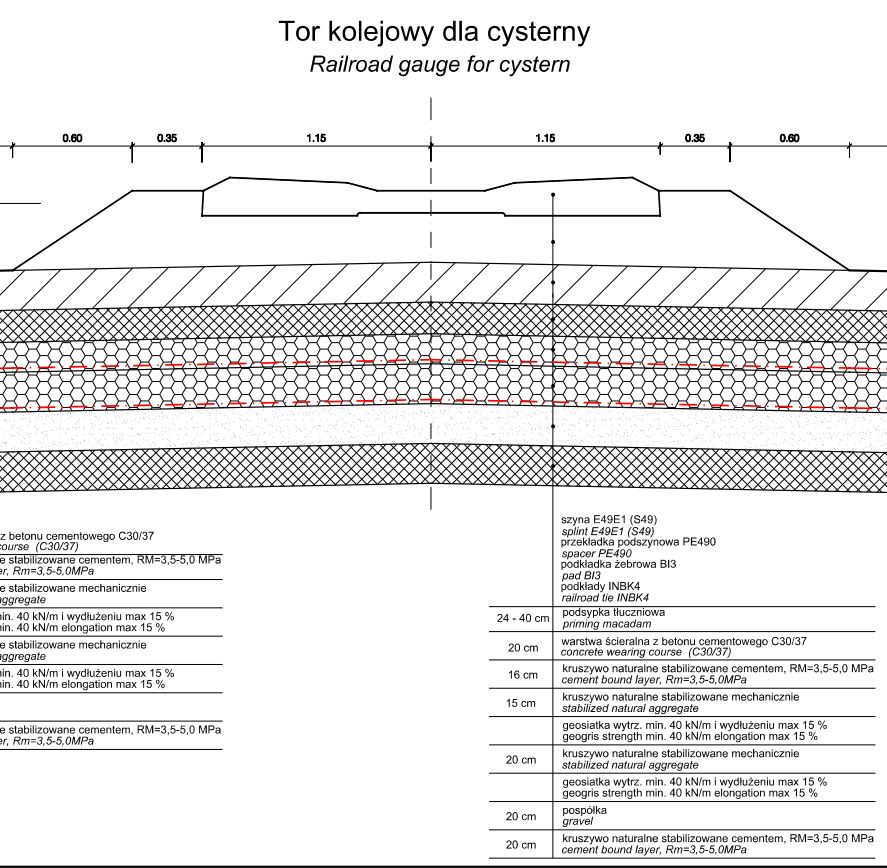 Tor kolejowy dla cysterny
Railroad gauge for cystern
0.60 0.35 1.15 1.15 0.35 0.60
z betonu cementowego C30/37
course (C30/37)
e stabilizowane cementem, RM=3,5-5,0 MPa
er, Rm=3,5-5,0MPa
e stabilizowane mechanicznie
aggregate
min. 40 kN/m i wydłużeniu max 15 %
min. 40 kN/m elongation max 15 %
e stabilizowane mechanicznie
aggregate
min. 40 kN/m i wydłużeniu max 15 %
min. 40 kN/m elongation max 15 %
e stabilizowane cementem, RM=3,5-5,0 MPa
er, Rm=3,5-5,0MPa
szyna E49E1 (S49)
splint E49E1 (S49)
przekładka podszynowa PE490
spacer PE490
podkładka żebrowa BI3
pad BI3
podkłady INBK4
railroad tie INBK4
24 - 40 cm podsypka tłuczniowa
priming macadam
20 cm warstwa ścieralna z betonu cementowego C30/37
concrete wearing course (C30/37)
16 cm kruszywo naturalne stabilizowane cementem, RM=3,5-5,0 MPa
cement bound layer, Rm=3,5-5,0MPa
15 cm kruszywo naturalne stabilizowane mechanicznie
stabilized natural aggregate
geosiatka wytrz. min. 40 kN/m i wydłużeniu max 15 %
geogris strength min. 40 kN/m elongation max 15 %
20 cm kruszywo naturalne stabilizowane mechanicznie
stabilized natural aggregate
geosiatka wytrz. min. 40 kN/m i wydłużeniu max 15 %
geogris strength min. 40 kN/m elongation max 15 %
20 cm pospółka
gravel
20 cm kruszywo naturalne stabilizowane cementem, RM=3,5-5,0 MPa
cement bound layer, Rm=3,5-5,0MPa